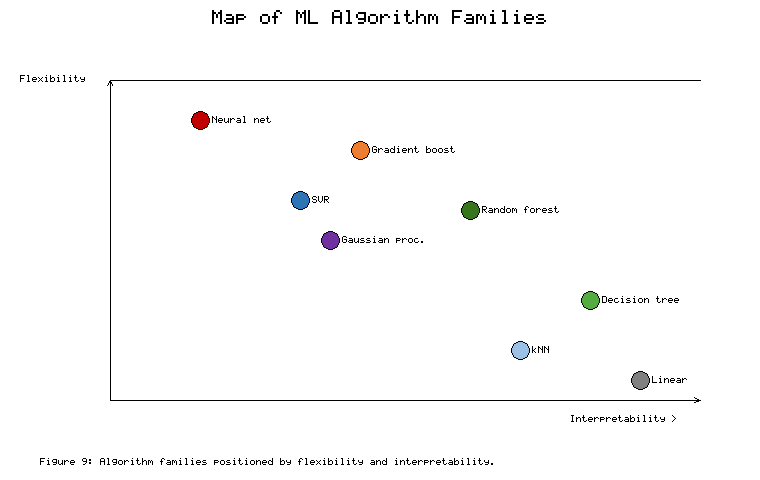 Map of ML Algorithm Families
Flexibility
Neural net
Gradient boost
SVR
Random forest
Gaussian proc.
Decision tree
kNN
Linear
Interpretability >
Figure 9: Algorithm families positioned by flexibility and interpretability.